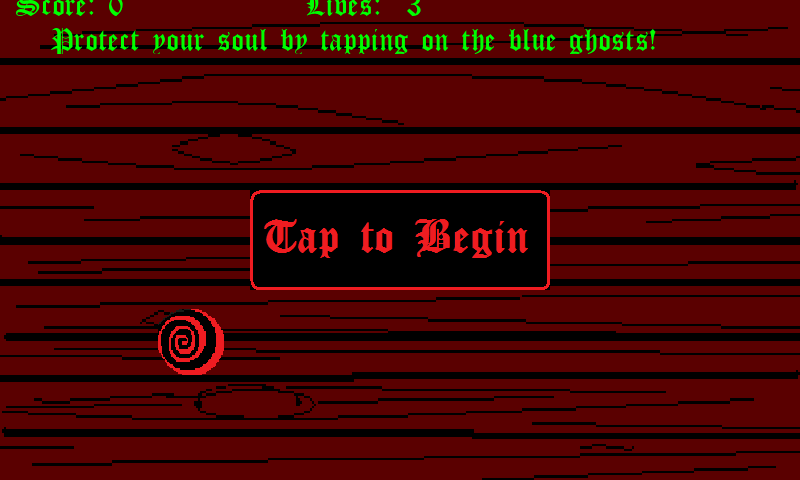 Score: 0 Lives: 3
Protect your soul by tapping on the blue ghosts!
Tap to Begin